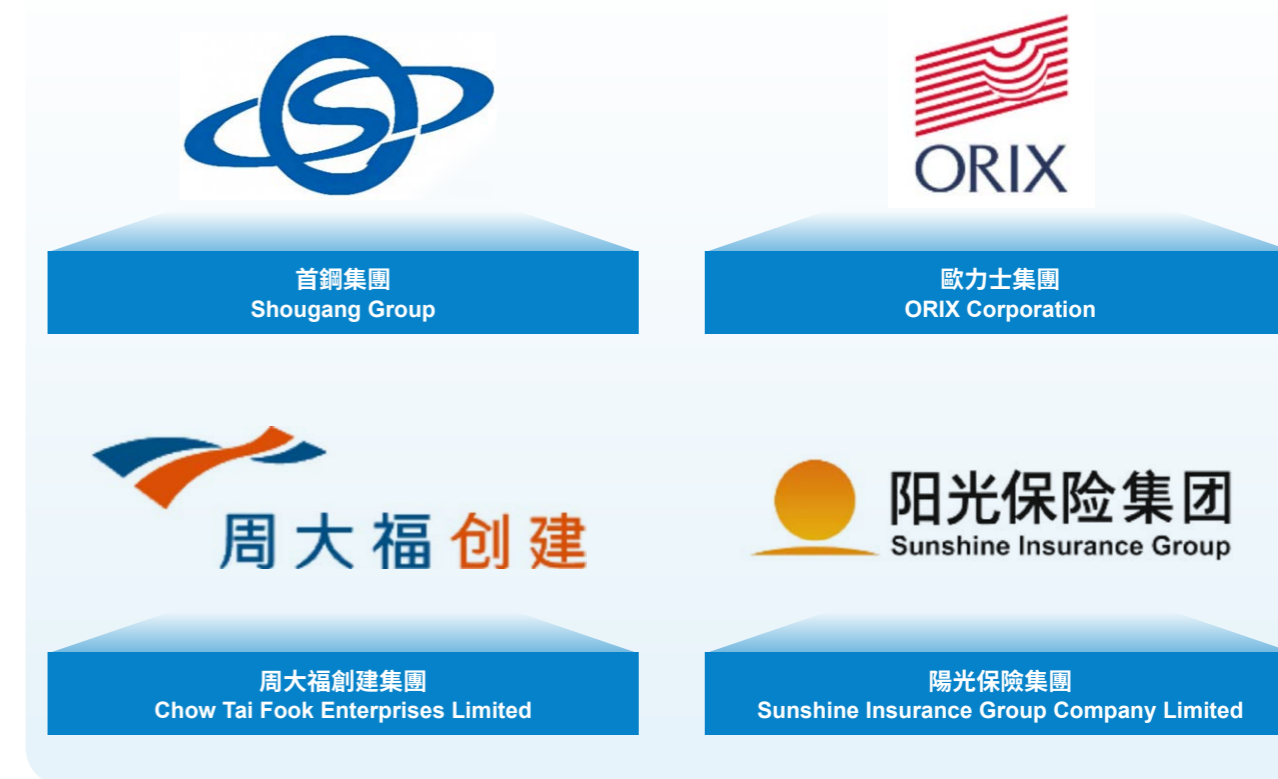 ORIX
首鋼集團
Shougang Group
歐力士集團
ORIX Corporation
周大福创建
阳光保险集团
Sunshine Insurance Group
周大福創建集團
Chow Tai Fook Enterprises Limited
陽光保險集團
Sunshine Insurance Group Company Limited